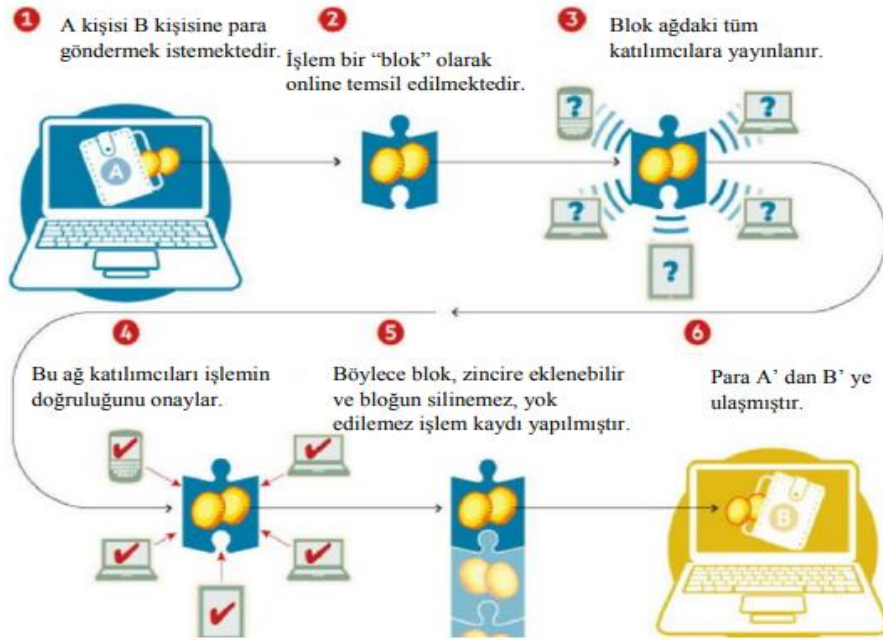 1
A kişisi B kişisine para
göndermek istemektedir.
2
İşlem bir “blok” olarak
online temsil edilmektedir.
3
Blok ağdaki tüm
katılımcılara yayınlanır.
A
?
?
?
?
?
4
Bu ağ katılımcıları işlemin
doğruluğunu onaylar.
5
Böylece blok, zincire eklenebilir
ve bloğun silinemez, yok
edilemez işlem kaydı yapılmıştır.
6
Para A’ dan B’ ye
ulaşmıştır.
B